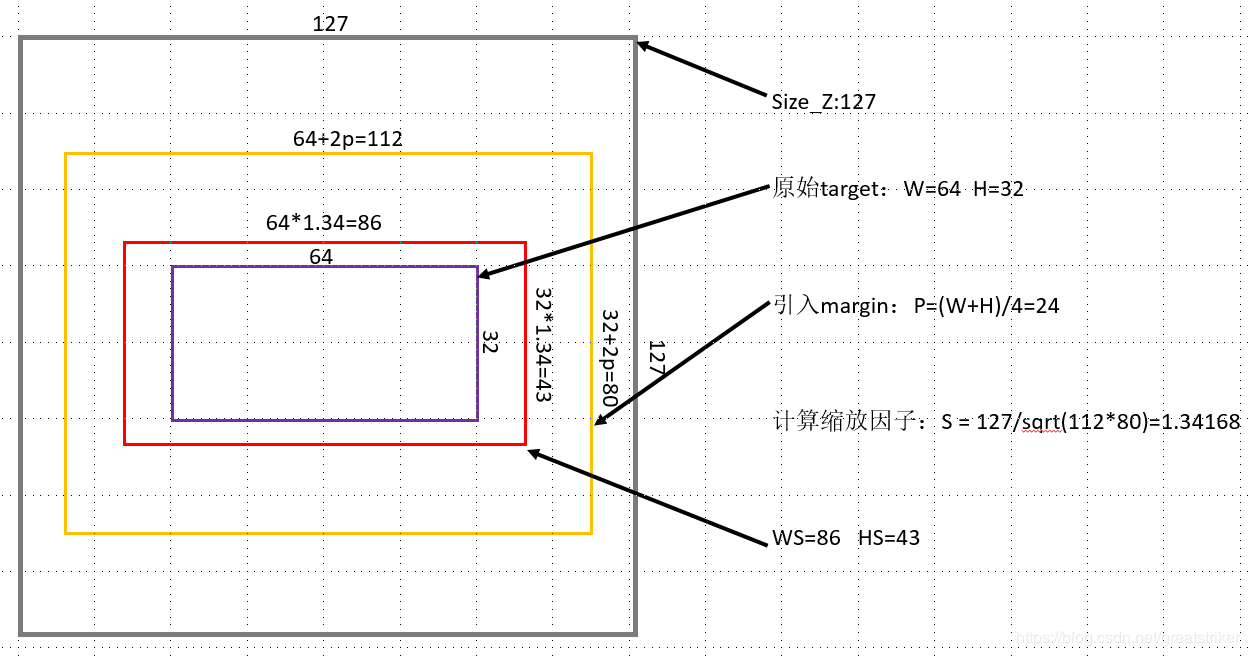 127
Size_Z:127
64+2p=112
原始target：W=64 H=32
64*1.34=86
64
32
32*1.34=43
32+2p=80
127
引入margin：P=(W+H)/4=24
计算缩放因子：S = 127/sqrt(112*80)=1.34168
WS=86 HS=43
https://blog.csdn.net/greatstriker